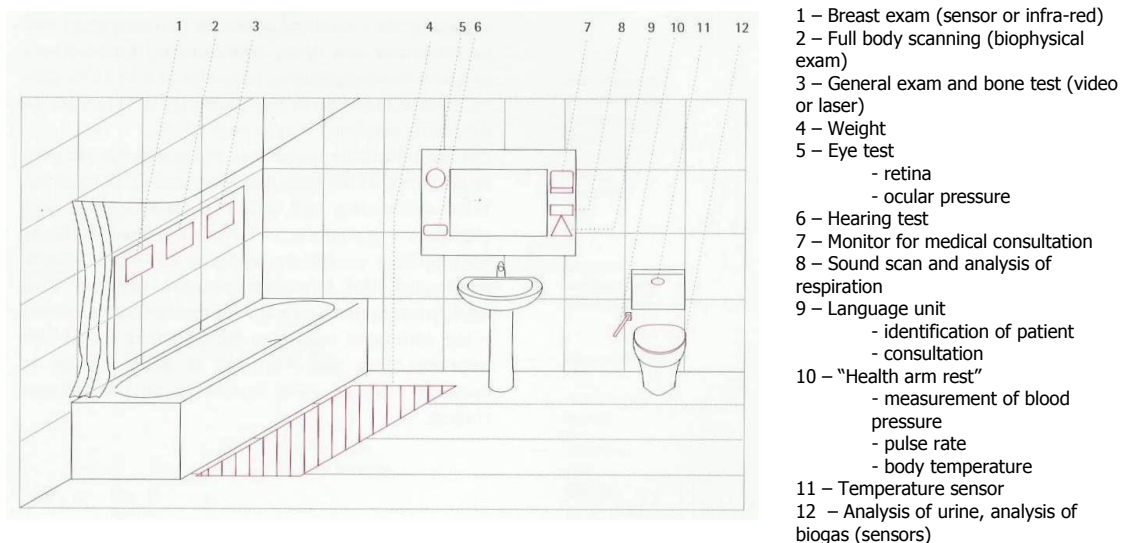 1 2 3 4 5 6 7 8 9 10 11 12
1 – Breast exam (sensor or infra-red)
2 – Full body scanning (biophysical
exam)
3 – General exam and bone test (video
or laser)
4 – Weight
5 – Eye test
- retina
- ocular pressure
6 – Hearing test
7 – Monitor for medical consultation
8 – Sound scan and analysis of
respiration
9 – Language unit
- identification of patient
- consultation
10 – “Health arm rest”
- measurement of blood
pressure
- pulse rate
- body temperature
11 – Temperature sensor
12 – Analysis of urine, analysis of
biogas (sensors)